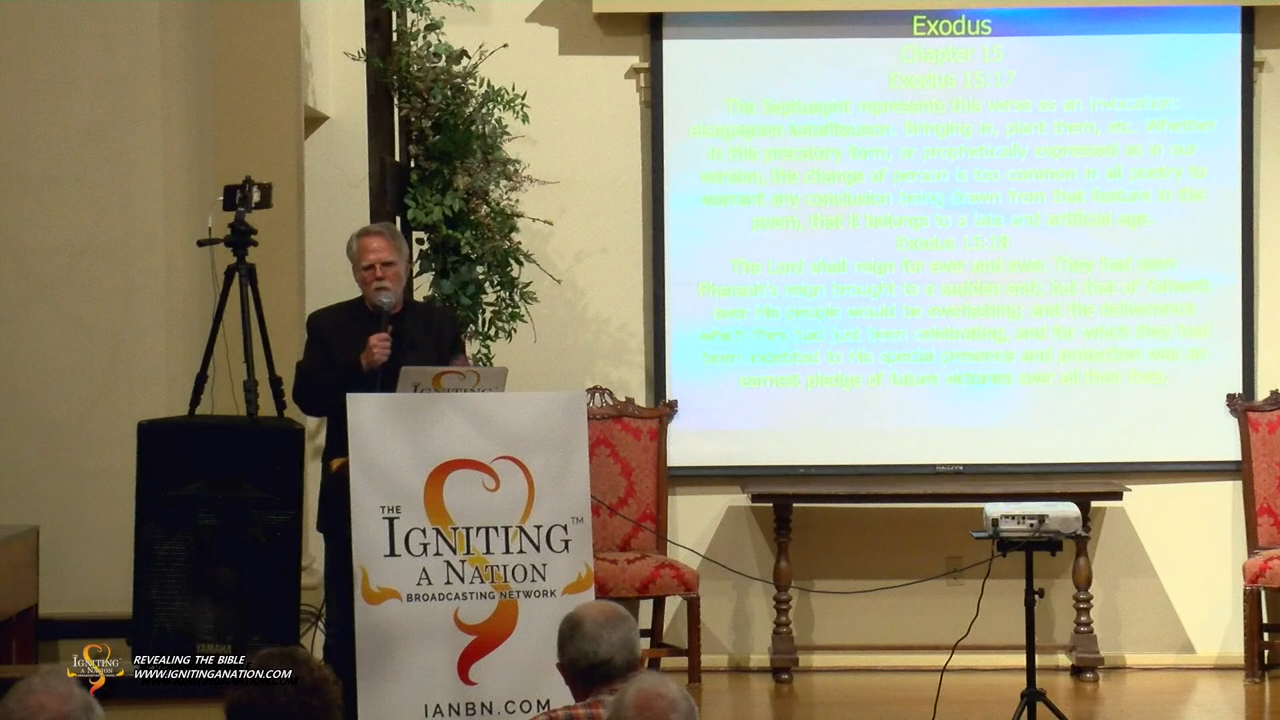 Exodus
Chapter 15
Exodus 15:17
The Septuagint represents this verse as an invocation:
Bringing in, plant them, etc. Whether
in this precatory form, or prophetically expressed as in our
version, the change of person is too common in all poetry to
warrant any conclusion being drawn from that feature in the
poem, that it belongs to a late and artificial age.
Exodus 15:18
The Lord shall reign for ever and ever. They had seen
Pharaoh's reign brought to a sudden end, but that of Yahweh
over His people would be everlasting; and the deliverance
which they had just been celebrating, and for which they had
been indebted to His special presence and protection was an
earnest pledge of future victories over all their foes.
IGNITING
THE
IGNITING™
A NATION
BROADCASTING NETWORK
IANBN.COM
YAMAHA
THE
IGNITING
A NATION
BROADCASTING NETWORK
REVEALING THE BIBLE
WWW.IGNITINGANATION.COM